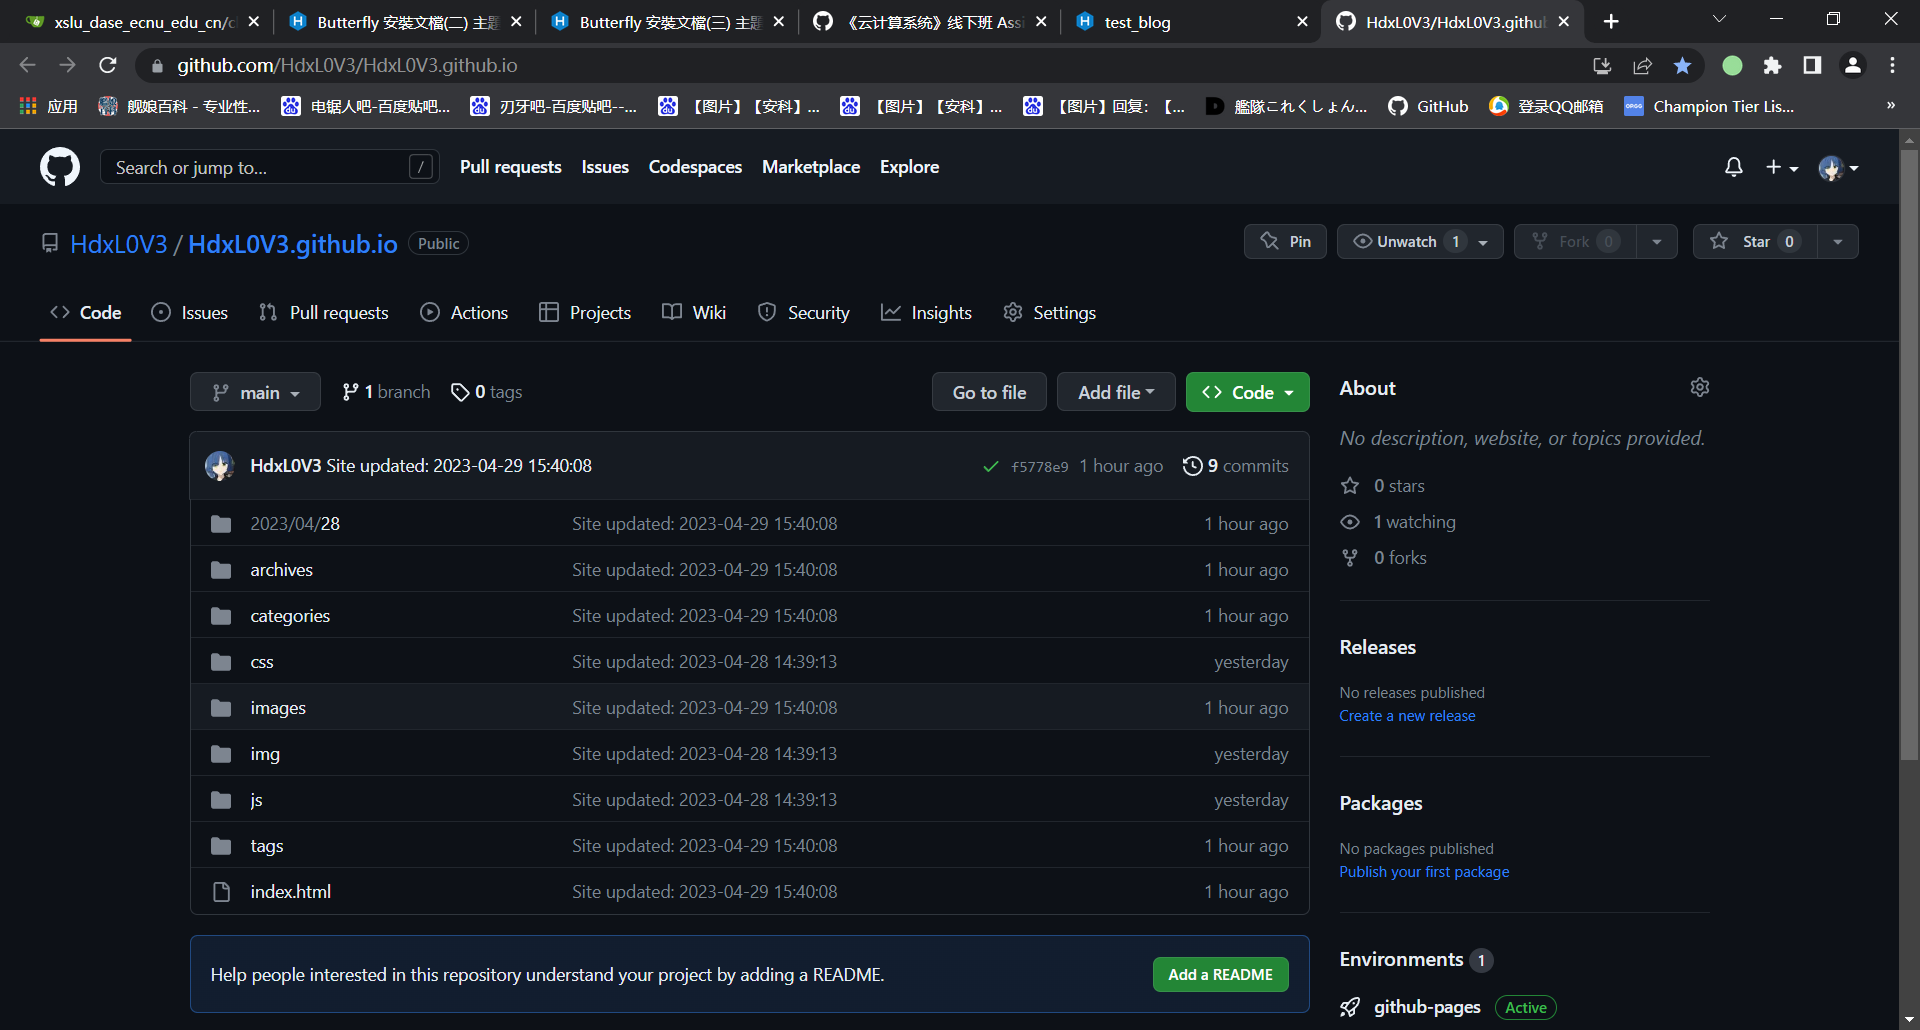 xslu_dase_ecnu_edu_cn/cl
Butterfly 安裝文檔(二) 主題
Butterfly 安裝文檔(三) 主題
《云计算系统》线下班 Assi
test_blog
HdxL0V3/HdxL0V3.githu
github.com/HdxL0V3/HdxL0V3.github.io
应用
舰娘百科 - 专业性...
电锯人吧-百度贴吧...
刃牙吧-百度贴吧--...
【图片】【安科】...
【图片】【安科】...
【图片】回复：【...
艦隊これくしょん...
GitHub
登录QQ邮箱
OP.GG
Champion Tier Lis...
»
Search or jump to...
/
Pull requests
Issues
Codespaces
Marketplace
Explore
HdxL0V3 / HdxL0V3.github.io
Public
Pin
Unwatch 1
Fork 0
Star 0
Code
Issues
Pull requests
Actions
Projects
Wiki
Security
Insights
Settings
main
1 branch
0 tags
Go to file
Add file
Code
HdxL0V3 Site updated: 2023-04-29 15:40:08
f5778e9 1 hour ago
9 commits
2023/04/28 Site updated: 2023-04-29 15:40:08 1 hour ago
archives Site updated: 2023-04-29 15:40:08 1 hour ago
categories Site updated: 2023-04-29 15:40:08 1 hour ago
css Site updated: 2023-04-28 14:39:13 yesterday
images Site updated: 2023-04-29 15:40:08 1 hour ago
img Site updated: 2023-04-28 14:39:13 yesterday
js Site updated: 2023-04-28 14:39:13 yesterday
tags Site updated: 2023-04-29 15:40:08 1 hour ago
index.html Site updated: 2023-04-29 15:40:08 1 hour ago
Help people interested in this repository understand your project by adding a README.
Add a README
About
No description, website, or topics provided.
0 stars
1 watching
0 forks
Releases
No releases published
Create a new release
Packages
No packages published
Publish your first package
Environments 1
github-pages Active